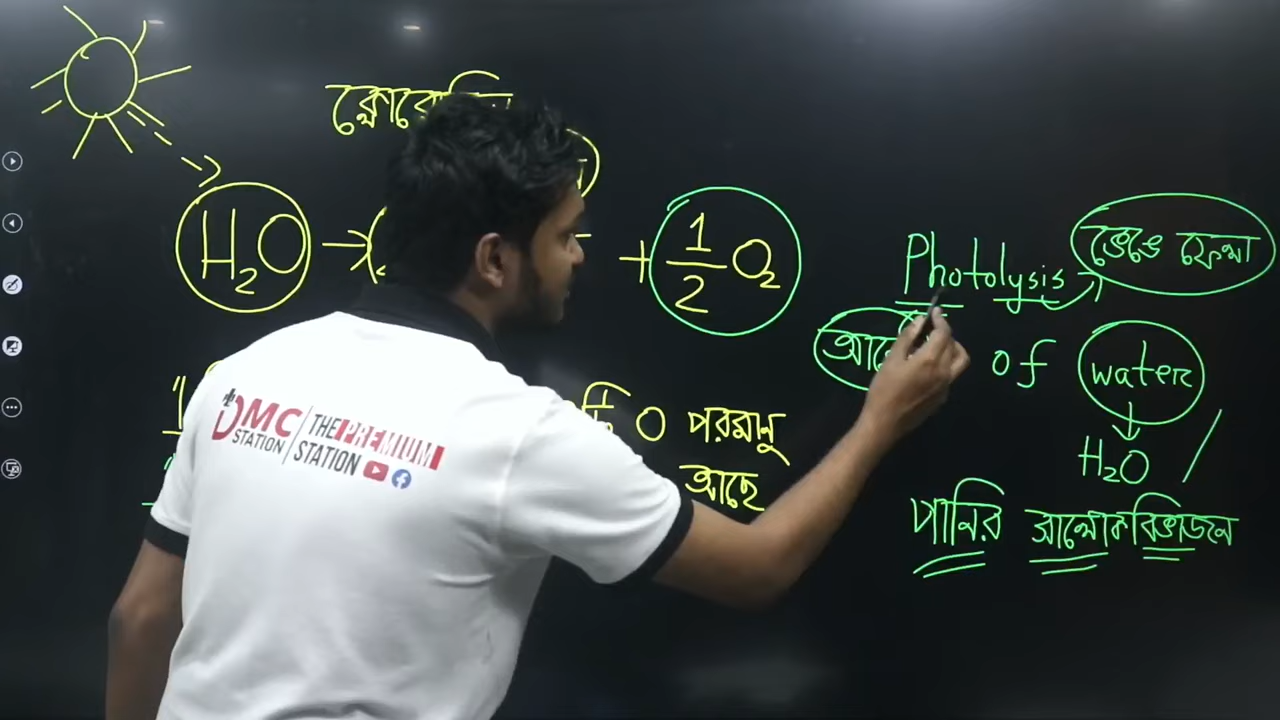 H₂O →
+ 1/2 O₂
Photolysis
ভেঙে ফেলা
of water
H₂O /
O পরমাণু
আছে
পানির আলোকবিভাজন
DMC STATION
THE PREMIUM STATION